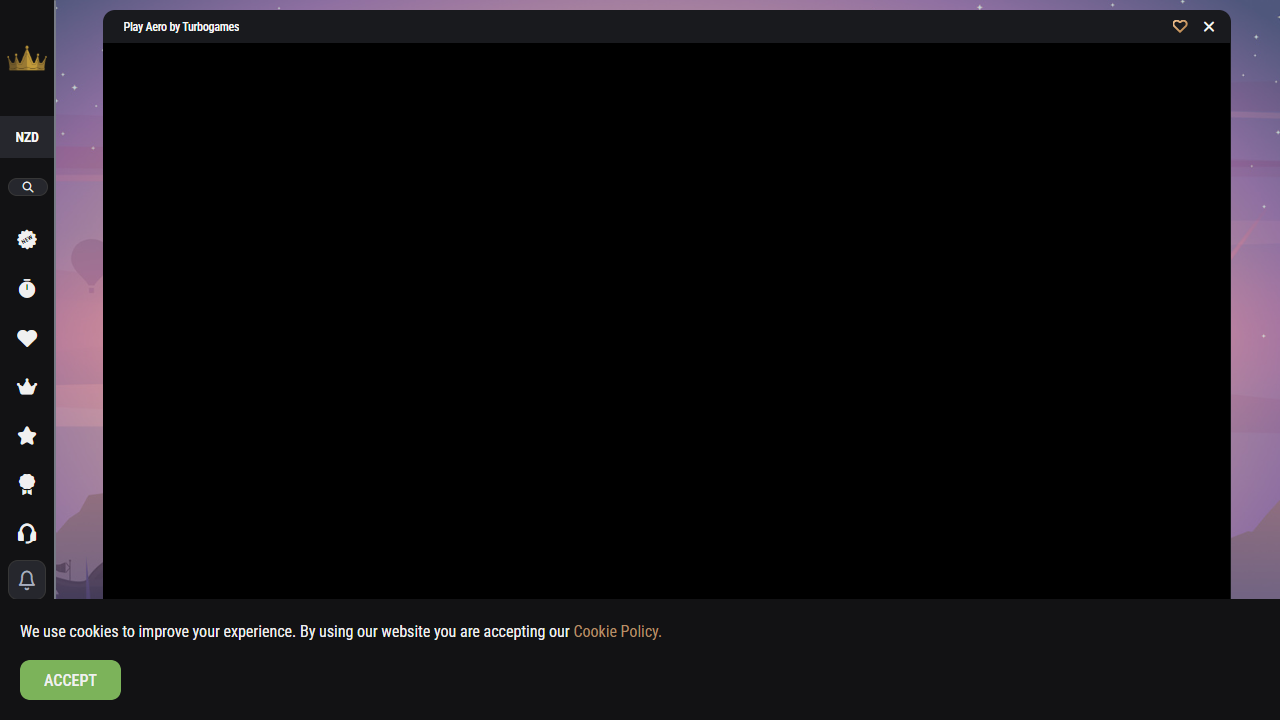 Play Aero by Turbogames
NZD
NEW
We use cookies to improve your experience. By using our website you are accepting our Cookie Policy.
ACCEPT